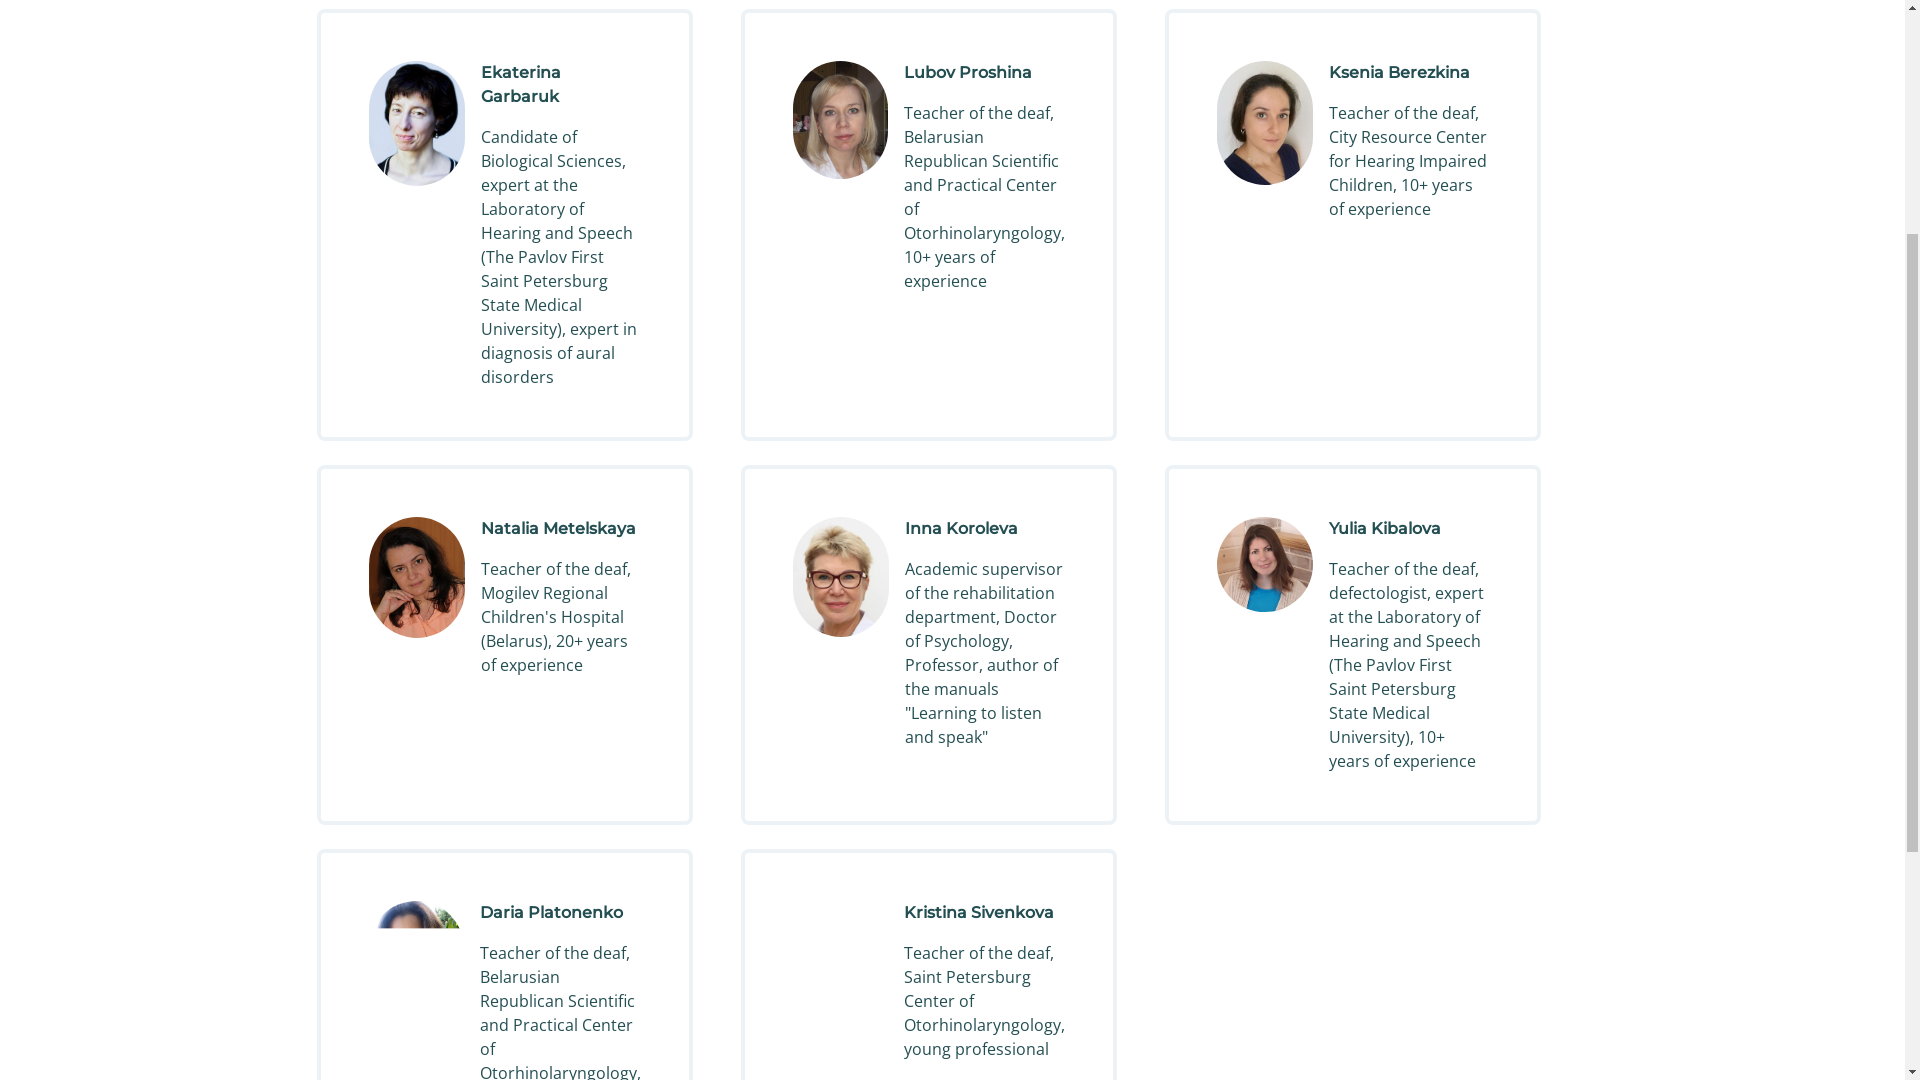 Ekaterina
Garbaruk
Candidate of
Biological Sciences,
expert at the
Laboratory of
Hearing and Speech
(The Pavlov First
Saint Petersburg
State Medical
University), expert in
diagnosis of aural
disorders
Lubov Proshina
Teacher of the deaf,
Belarusian
Republican Scientific
and Practical Center
of
Otorhinolaryngology,
10+ years of
experience
Ksenia Berezkina
Teacher of the deaf,
City Resource Center
for Hearing Impaired
Children, 10+ years
of experience
Natalia Metelskaya
Teacher of the deaf,
Mogilev Regional
Children's Hospital
(Belarus), 20+ years
of experience
Inna Koroleva
Academic supervisor
of the rehabilitation
department, Doctor
of Psychology,
Professor, author of
the manuals
"Learning to listen
and speak"
Yulia Kibalova
Teacher of the deaf,
defectologist, expert
at the Laboratory of
Hearing and Speech
(The Pavlov First
Saint Petersburg
State Medical
University), 10+
years of experience
Daria Platonenko
Teacher of the deaf,
Belarusian
Republican Scientific
and Practical Center
of
Otorhinolaryngology,
Kristina Sivenkova
Teacher of the deaf,
Saint Petersburg
Center of
Otorhinolaryngology,
young professional